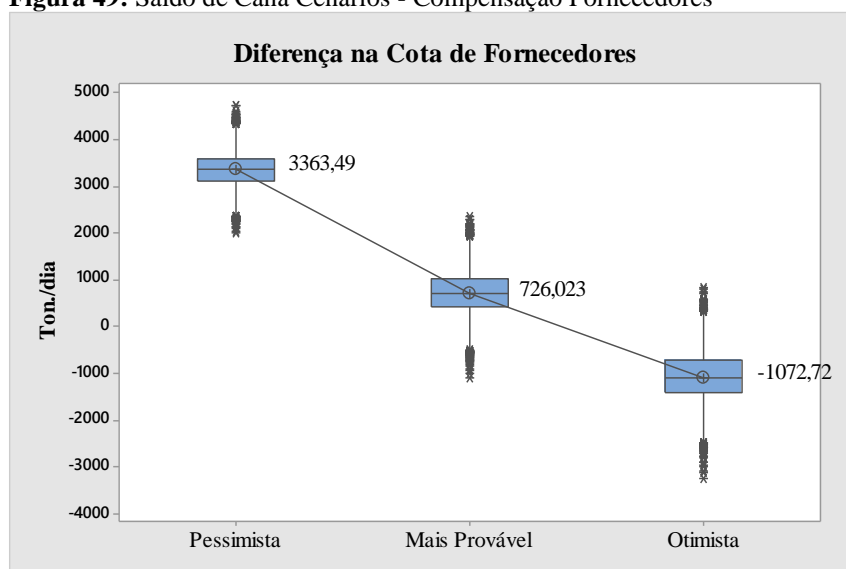 Figura 49: Saldo de Cana Cenários - Compensação Fornecedores
Diferença na Cota de Fornecedores
Ton./dia
5000
4000
3000
2000
1000
0
-1000
-2000
-3000
-4000
3363,49
726,023
-1072,72
Pessimista
Mais Provável
Otimista